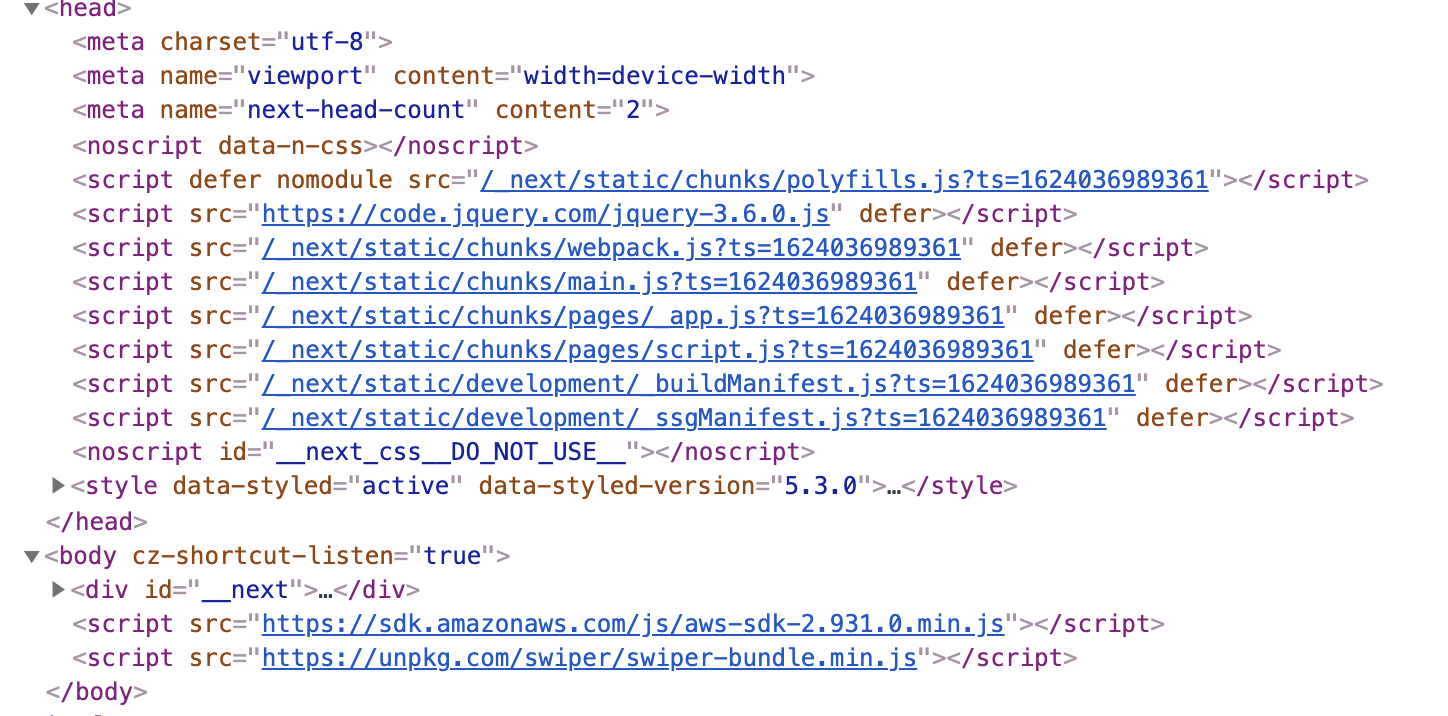 ▼<head>
<meta charset="utf-8">
<meta name="viewport" content="width=device-width">
<meta name="next-head-count" content="2">
<noscript data-n-css></noscript>
<script defer nomodule src="/_next/static/chunks/polyfills.js?ts=1624036989361"></script>
<script src="https://code.jquery.com/jquery-3.6.0.js" defer></script>
<script src="/_next/static/chunks/webpack.js?ts=1624036989361" defer></script>
<script src="/_next/static/chunks/main.js?ts=1624036989361" defer></script>
<script src="/_next/static/chunks/pages/_app.js?ts=1624036989361" defer></script>
<script src="/_next/static/chunks/pages/script.js?ts=1624036989361" defer></script>
<script src="/_next/static/development/_buildManifest.js?ts=1624036989361" defer></script>
<script src="/_next/static/development/_ssgManifest.js?ts=1624036989361" defer></script>
<noscript id="__next_css__DO_NOT_USE__"></noscript>
▶<style data-styled="active" data-styled-version="5.3.0">…</style>
</head>
▼<body cz-shortcut-listen="true">
▶<div id="__next">…</div>
<script src="https://sdk.amazonaws.com/js/aws-sdk-2.931.0.min.js"></script>
<script src="https://unpkg.com/swiper/swiper-bundle.min.js"></script>
</body>